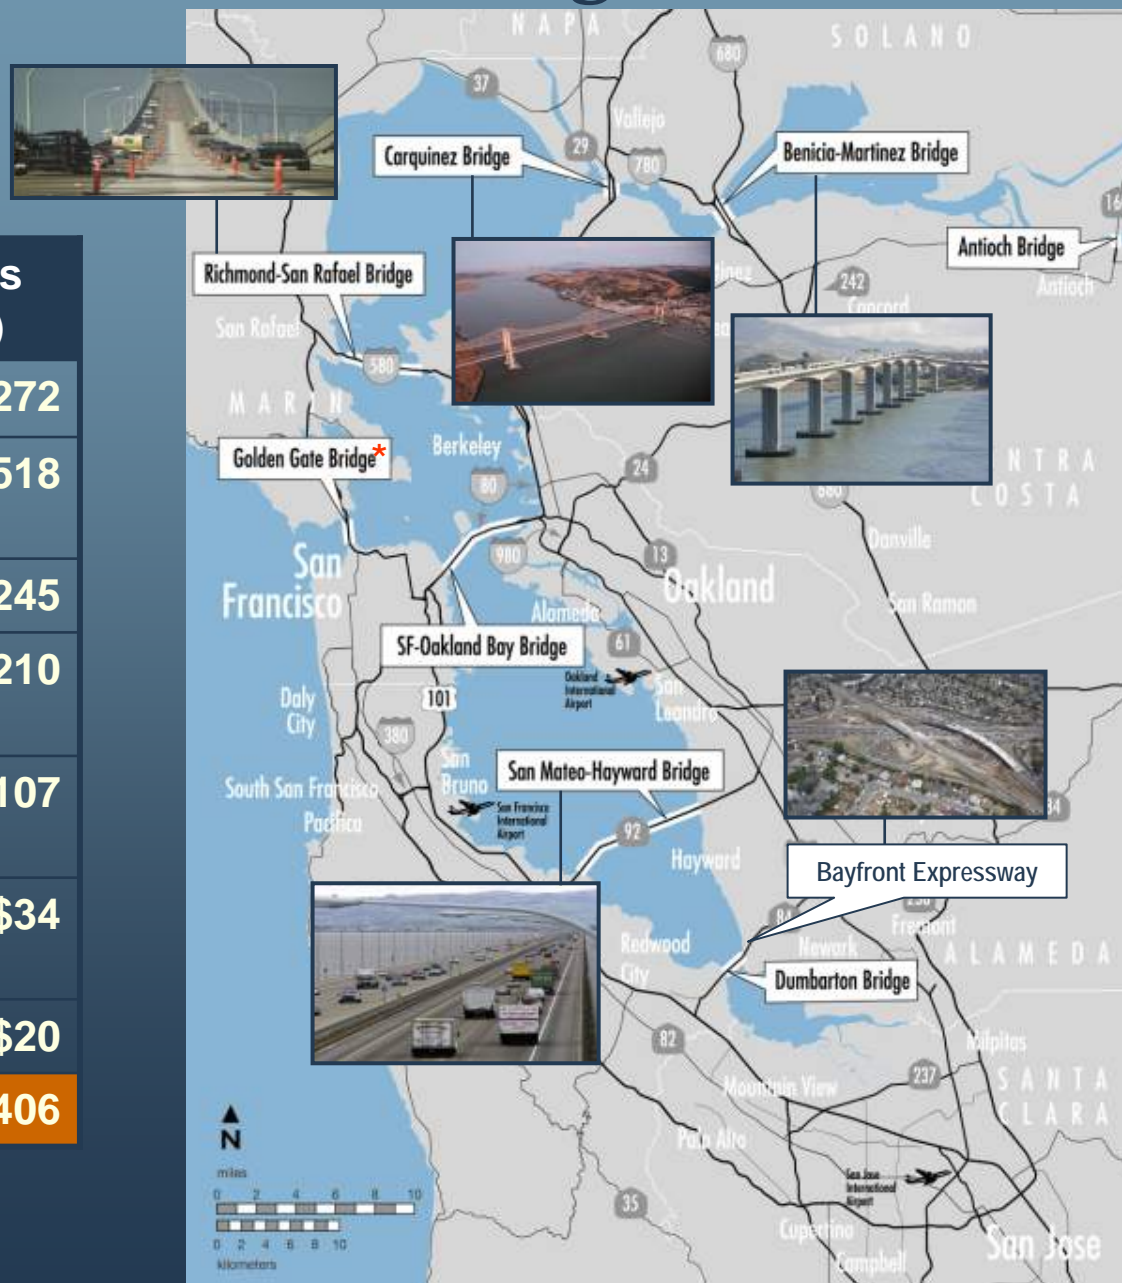 s
)
272
518
245
210
107
$34
$20
406
NAPA
SOLANO
680
37
Vallejo
Carquinez Bridge
29
780
Benicia-Martinez Bridge
Antioch Bridge
Antioch
Richmond-San Rafael Bridge
242
Concord
San Rafael
580
MARIN
Golden Gate Bridge*
Berkeley
80
24
NTRA
COSTA
680
Danville
San
Francisco
980
13
Oakland
San Ramon
Alameda
SF-Oakland Bay Bridge
61
Oakland
International
Airport
San
Leandro
Daly
City
101
380
San
Bruno
San Mateo-Hayward Bridge
South San Francisco
Pacifica
San Francisco
International
Airport
92
Hayward
84
Bayfront Expressway
84
Fremont
Newark
ALAMEDA
Redwood
City
Dumbarton Bridge
82
Milpitas
237
Mountain View
SANTA
CLARA
Palo Alto
San Jose
International
Airport
35
Cupertino
Campbell
San Jose
N
miles
0 2 4 6 8 10
0 2 4 6 8 10
kilometers